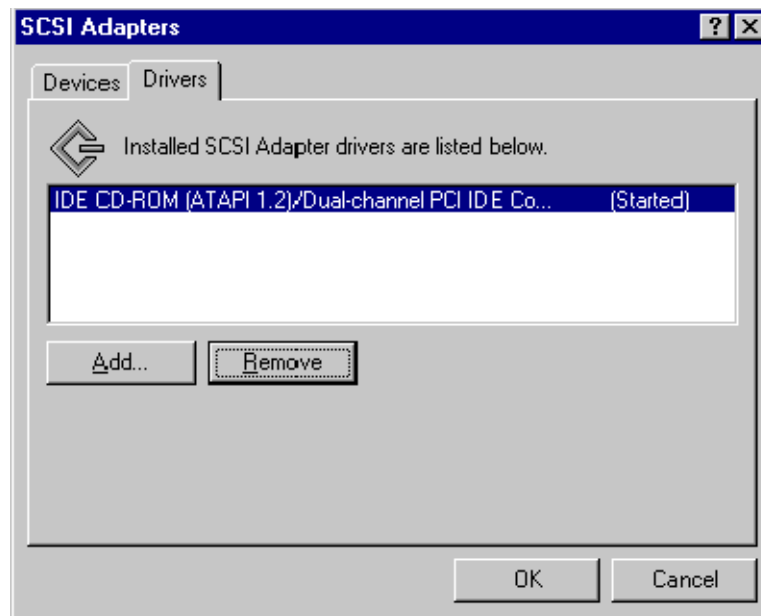 SCSI Adapters
Devices Drivers
Installed SCSI Adapter drivers are listed below.
IDE CD-ROM (ATAPI 1.2)/Dual-channel PCI IDE Co... (Started)
Add... Remove
OK Cancel